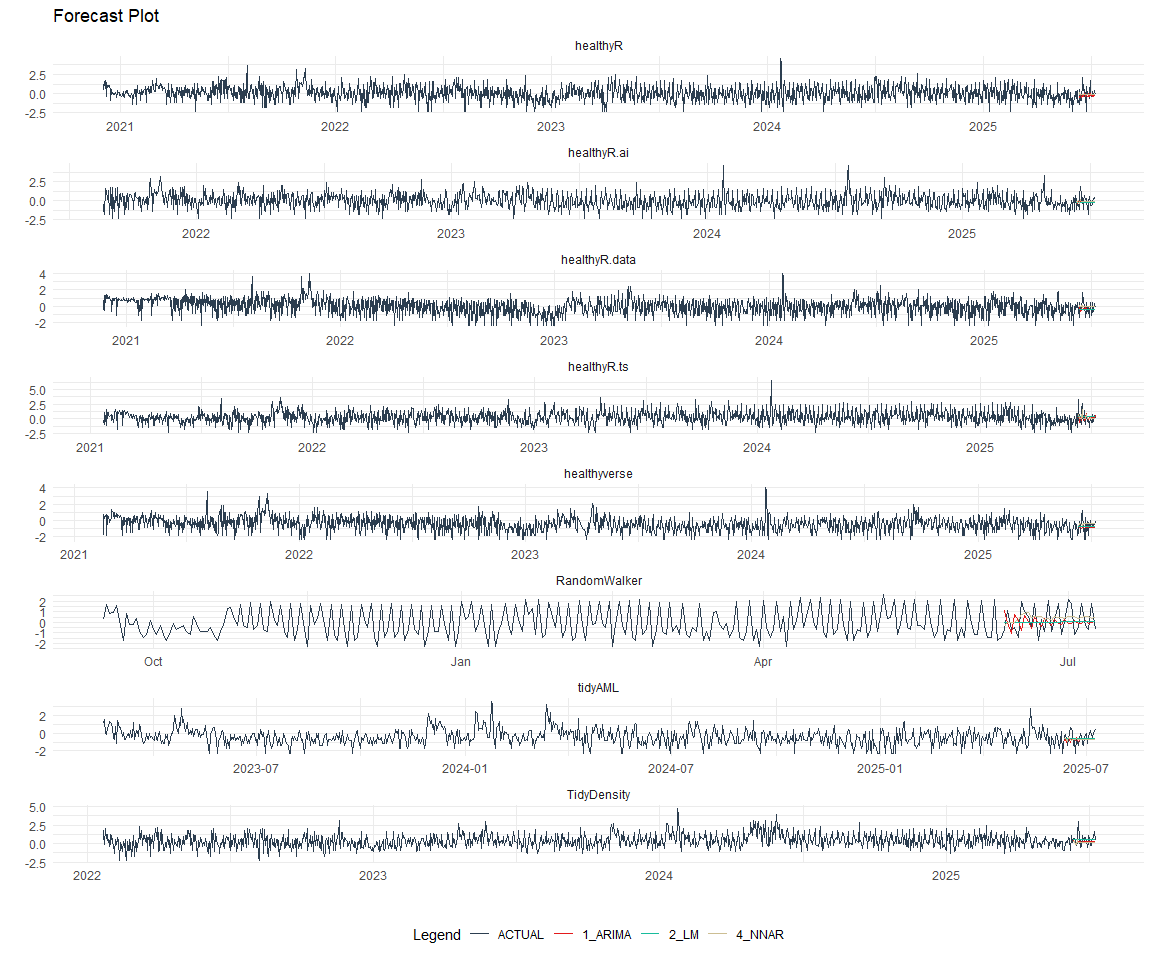 Forecast Plot
healthyR
2.5
0.0
-2.5
2021 2022 2023 2024 2025
healthyR.ai
2.5
0.0
-2.5
2022 2023 2024 2025
healthyR.data
4
2
0
-2
2021 2022 2023 2024 2025
healthyR.ts
5.0
2.5
0.0
-2.5
2021 2022 2023 2024 2025
healthyverse
4
2
0
-2
2021 2022 2023 2024 2025
RandomWalker
2
1
0
-1
-2
Oct Jan Apr Jul
tidyAML
2
0
-2
2023-07 2024-01 2024-07 2025-01 2025-07
TidyDensity
5.0
2.5
0.0
-2.5
2022 2023 2024 2025
Legend ACTUAL 1_ARIMA 2_LM 4_NNAR